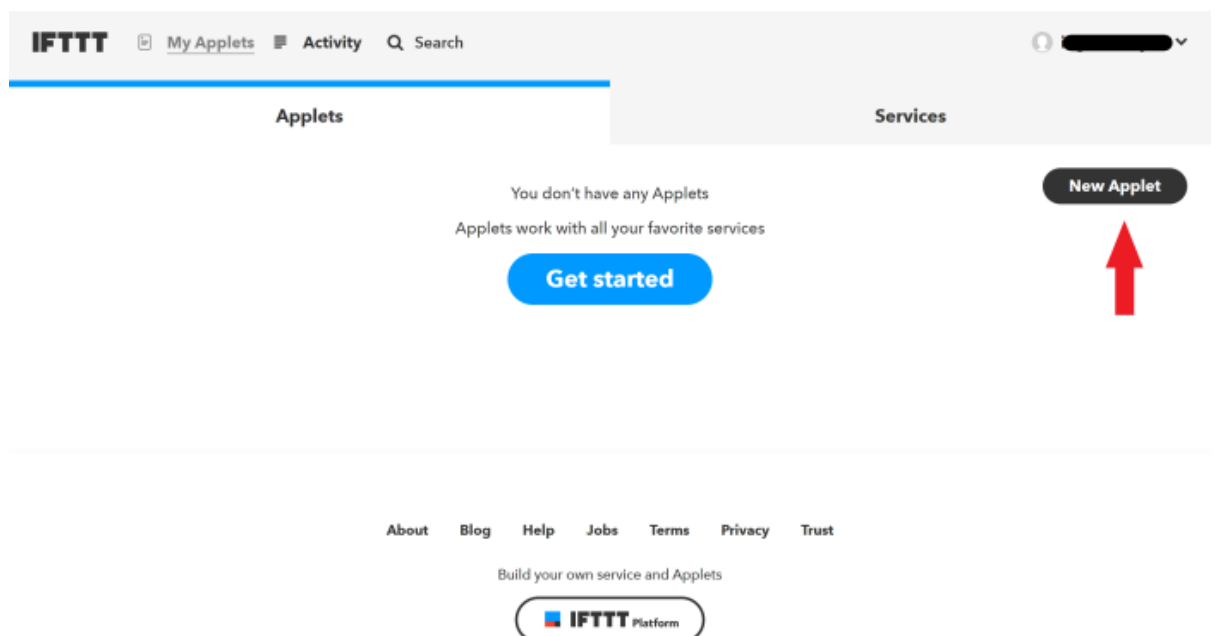 IFTTT My Applets Activity Search
Applets Services
New Applet
You don't have any Applets
Applets work with all your favorite services
Get started
About Blog Help Jobs Terms Privacy Trust
Build your own service and Applets
IFTTT Platform